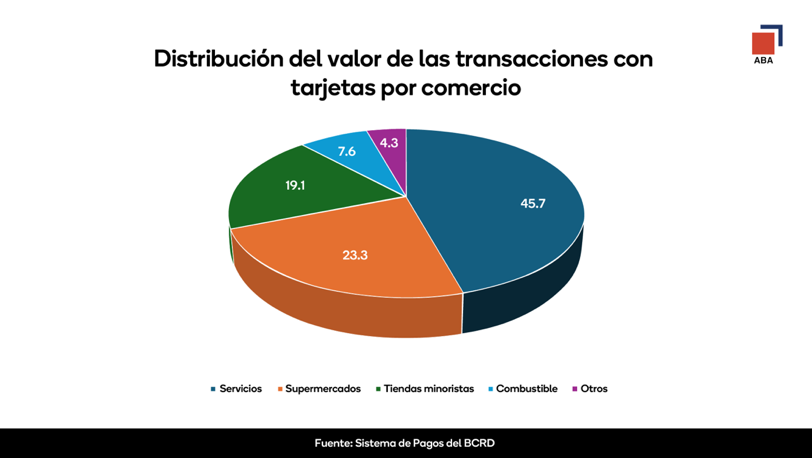 ABA
Distribución del valor de las transacciones con
tarjetas por comercio
4.3
7.6
19.1
45.7
23.3
Servicios Supermercados Tiendas minoristas Combustible Otros
Fuente: Sistema de Pagos del BCRD